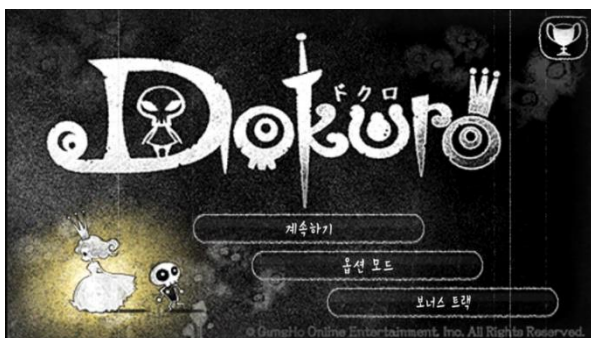 Dokuro
ドクロ
계속하기
옵션 모드
보너스 트랙
© GungHo Online Entertainment, Inc. All Rights Reserved.